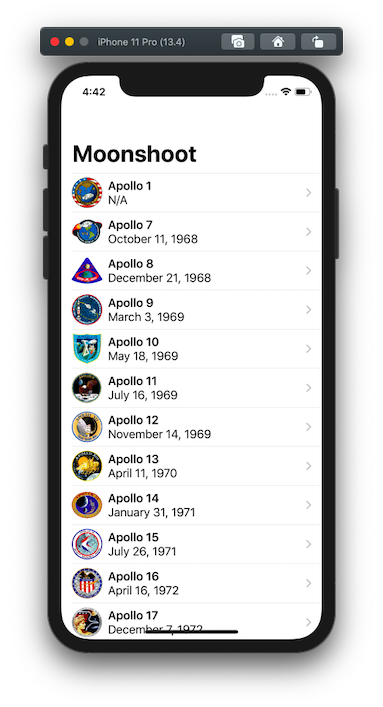 iPhone 11 Pro (13.4)
4:42
Moonshoot
Apollo 1
N/A
Apollo 7
October 11, 1968
Apollo 8
December 21, 1968
Apollo 9
March 3, 1969
Apollo 10
May 18, 1969
Apollo 11
July 16, 1969
Apollo 12
November 14, 1969
Apollo 13
April 11, 1970
Apollo 14
January 31, 1971
Apollo 15
July 26, 1971
Apollo 16
April 16, 1972
Apollo 17
December 7, 1972